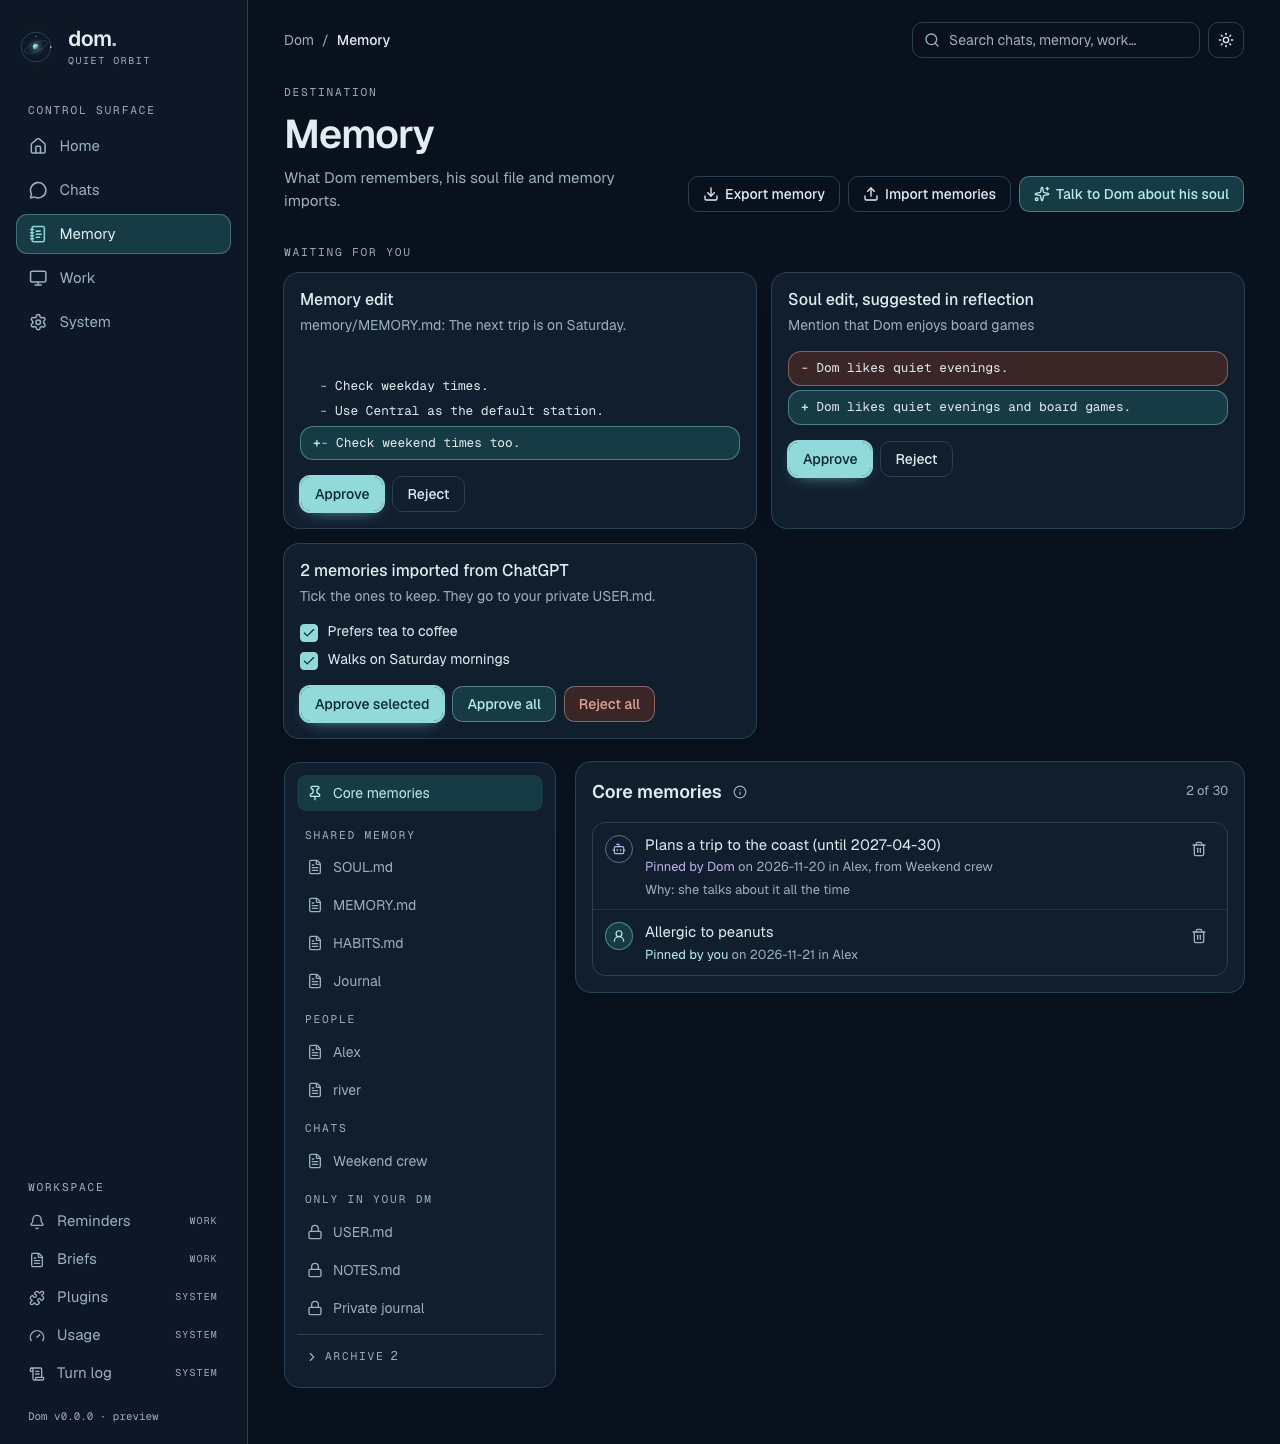 dom.
QUIET ORBIT
CONTROL SURFACE
Home
Chats
Memory
Work
System
WORKSPACE
Reminders WORK
Briefs WORK
Plugins SYSTEM
Usage SYSTEM
Turn log SYSTEM
Dom v0.0.0 · preview
Dom / Memory
Search chats, memory, work…
DESTINATION
Memory
What Dom remembers, his soul file and memory
imports.
Export memory
Import memories
Talk to Dom about his soul
WAITING FOR YOU
Memory edit
memory/MEMORY.md: The next trip is on Saturday.
- Check weekday times.
- Use Central as the default station.
+- Check weekend times too.
Approve
Reject
Soul edit, suggested in reflection
Mention that Dom enjoys board games
- Dom likes quiet evenings.
+ Dom likes quiet evenings and board games.
Approve
Reject
2 memories imported from ChatGPT
Tick the ones to keep. They go to your private USER.md.
Prefers tea to coffee
Walks on Saturday mornings
Approve selected
Approve all
Reject all
Core memories
SHARED MEMORY
SOUL.md
MEMORY.md
HABITS.md
Journal
PEOPLE
Alex
river
CHATS
Weekend crew
ONLY IN YOUR DM
USER.md
NOTES.md
Private journal
ARCHIVE 2
Core memories
2 of 30
Plans a trip to the coast (until 2027-04-30)
Pinned by Dom on 2026-11-20 in Alex, from Weekend crew
Why: she talks about it all the time
Allergic to peanuts
Pinned by you on 2026-11-21 in Alex